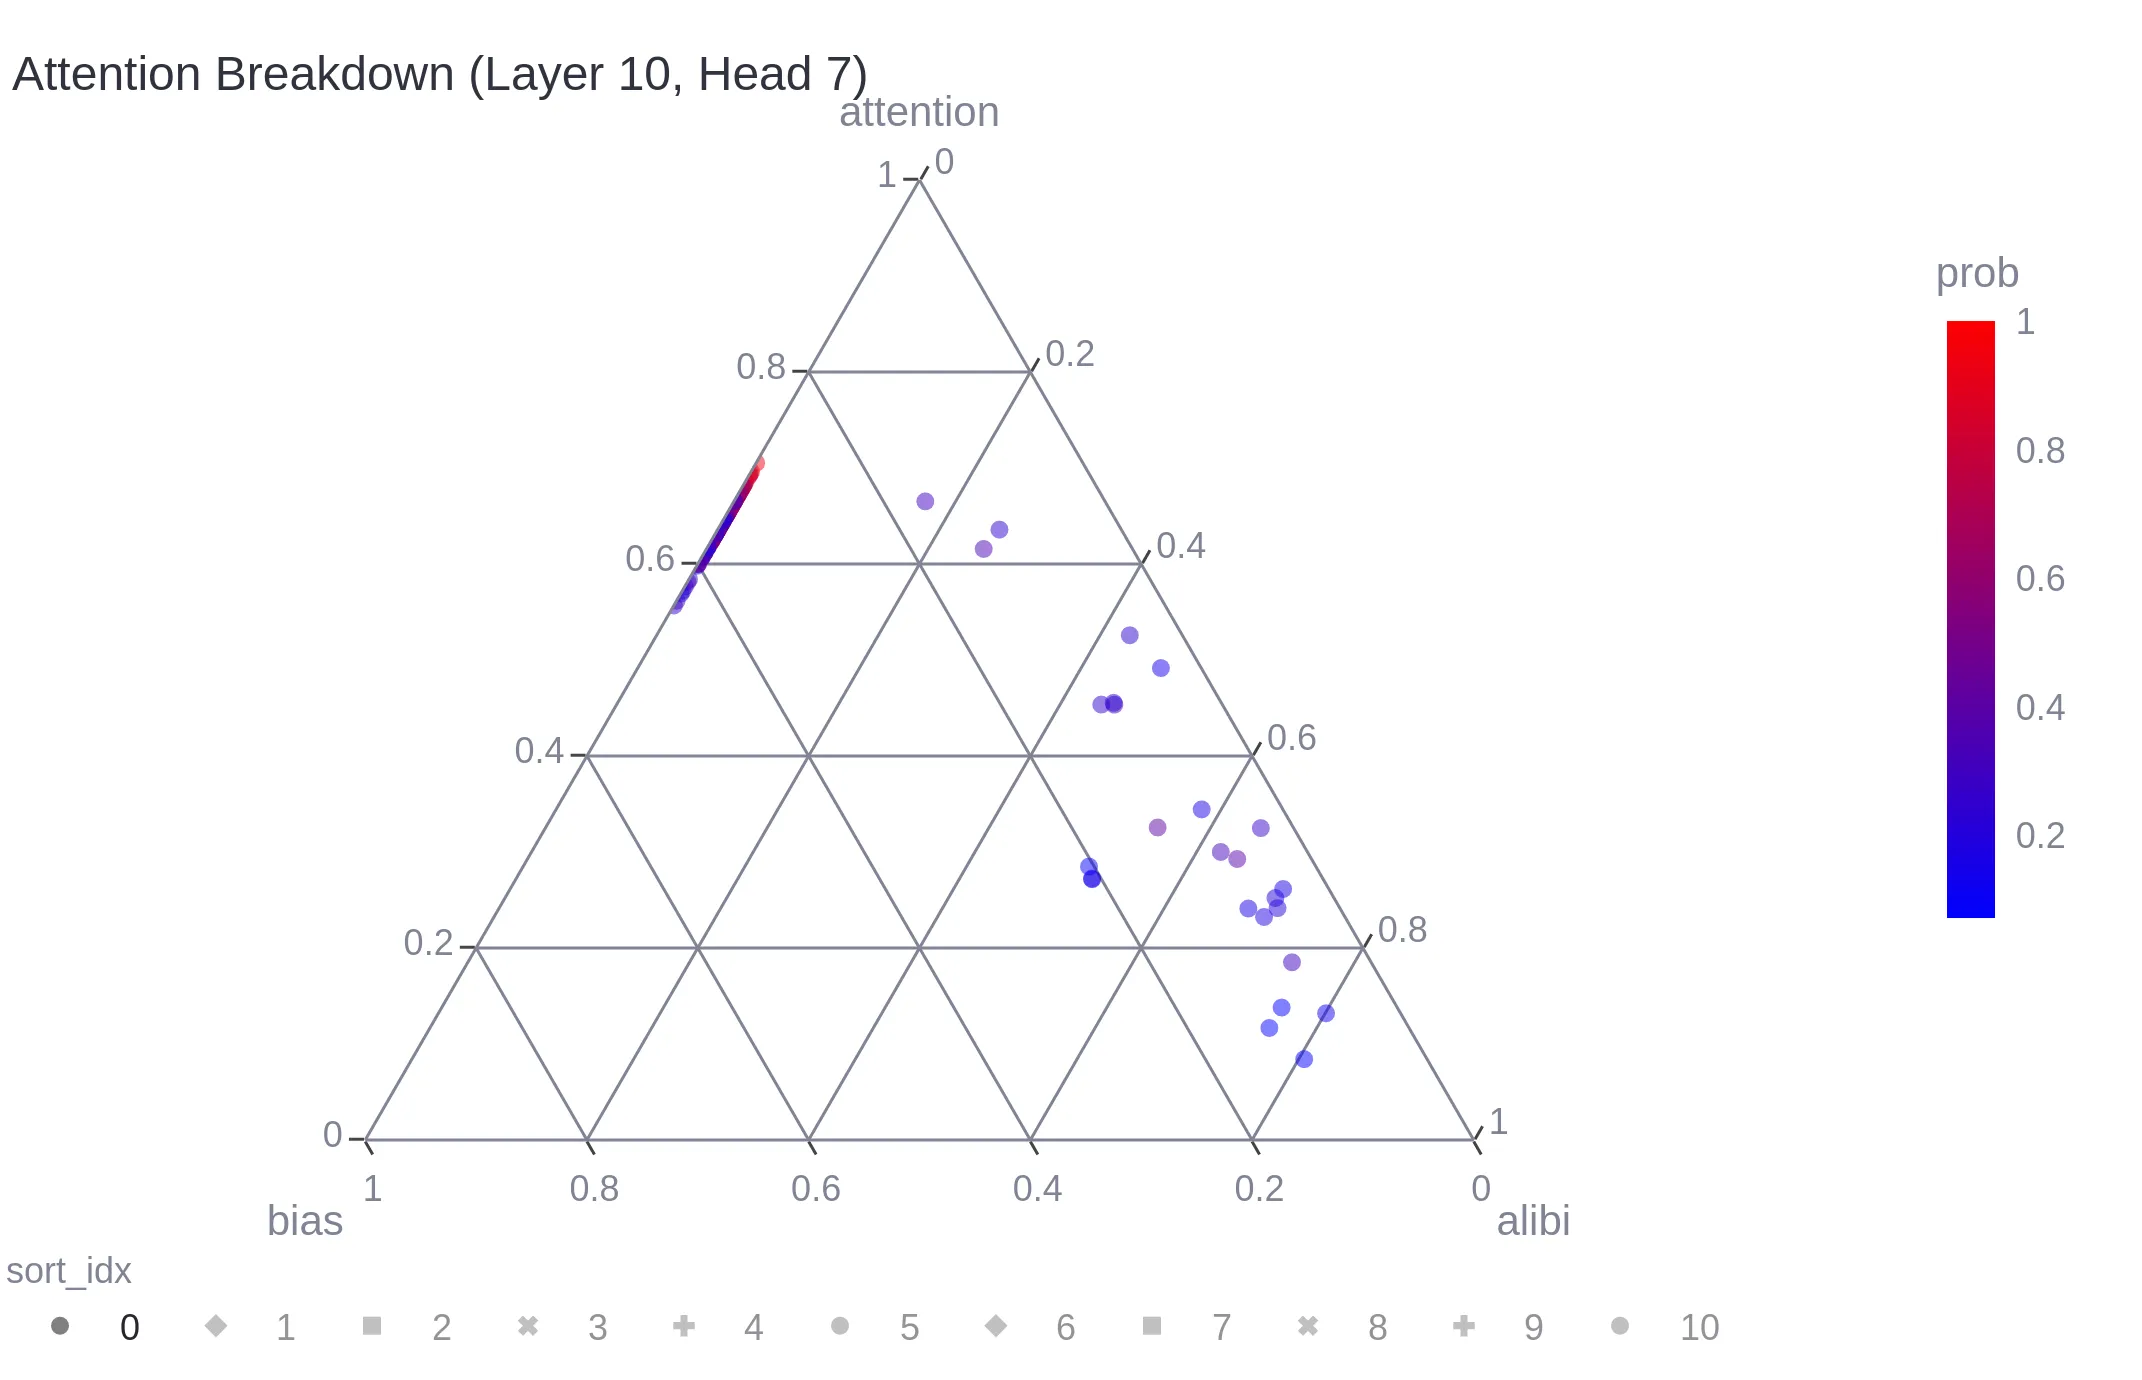 Attention Breakdown (Layer 10, Head 7)
attention
1 0
0.8 0.2
0.6 0.4
0.4 0.6
0.2 0.8
0 1
1 0.8 0.6 0.4 0.2 0
bias alibi
prob
1
0.8
0.6
0.4
0.2
sort_idx
0 1 2 3 4 5 6 7 8 9 10